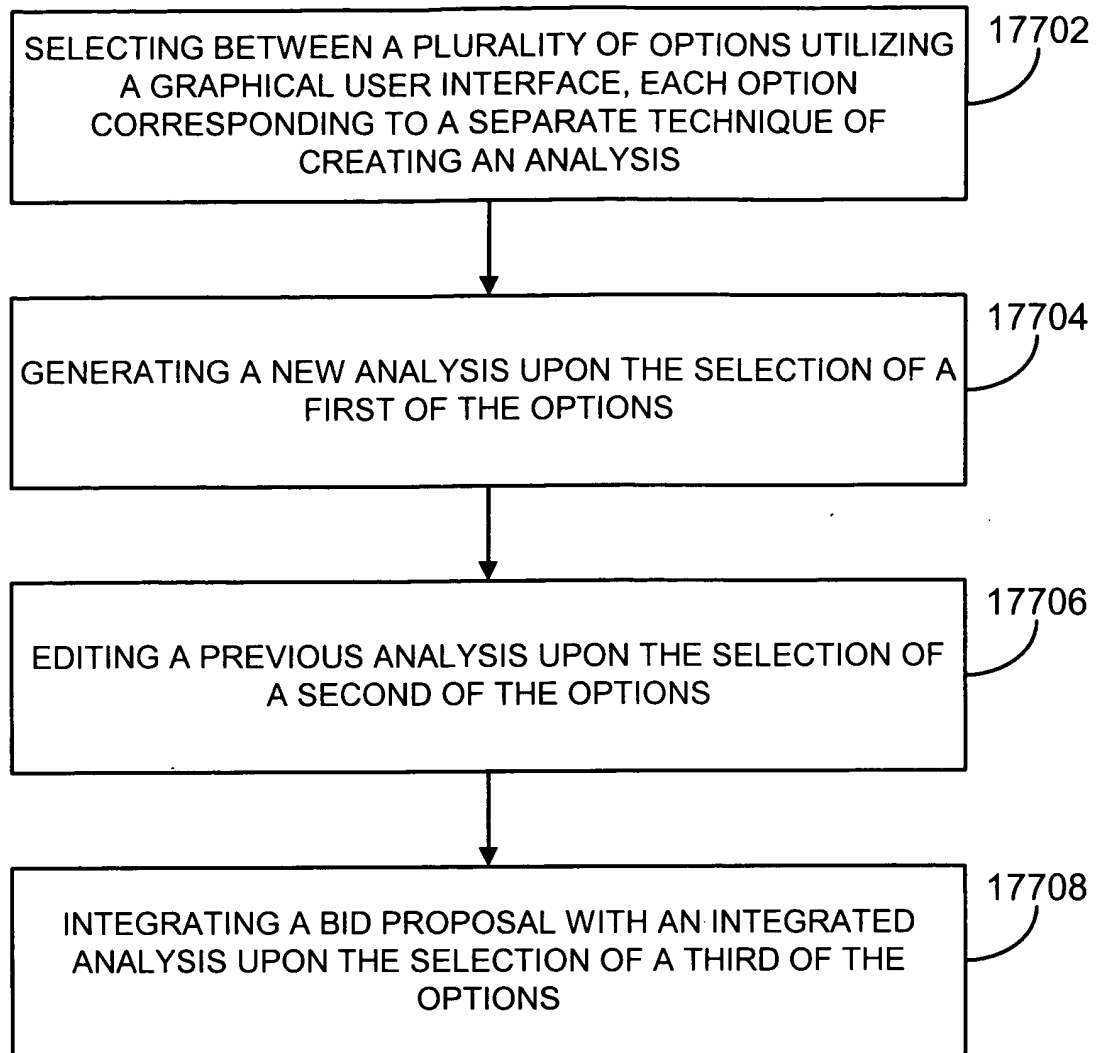 SELECTING BETWEEN A PLURALITY OF OPTIONS UTILIZING
A GRAPHICAL USER INTERFACE, EACH OPTION
CORRESPONDING TO A SEPARATE TECHNIQUE OF
CREATING AN ANALYSIS
17702
GENERATING A NEW ANALYSIS UPON THE SELECTION OF A
FIRST OF THE OPTIONS
17704
EDITING A PREVIOUS ANALYSIS UPON THE SELECTION OF
A SECOND OF THE OPTIONS
17706
INTEGRATING A BID PROPOSAL WITH AN INTEGRATED
ANALYSIS UPON THE SELECTION OF A THIRD OF THE
OPTIONS
17708